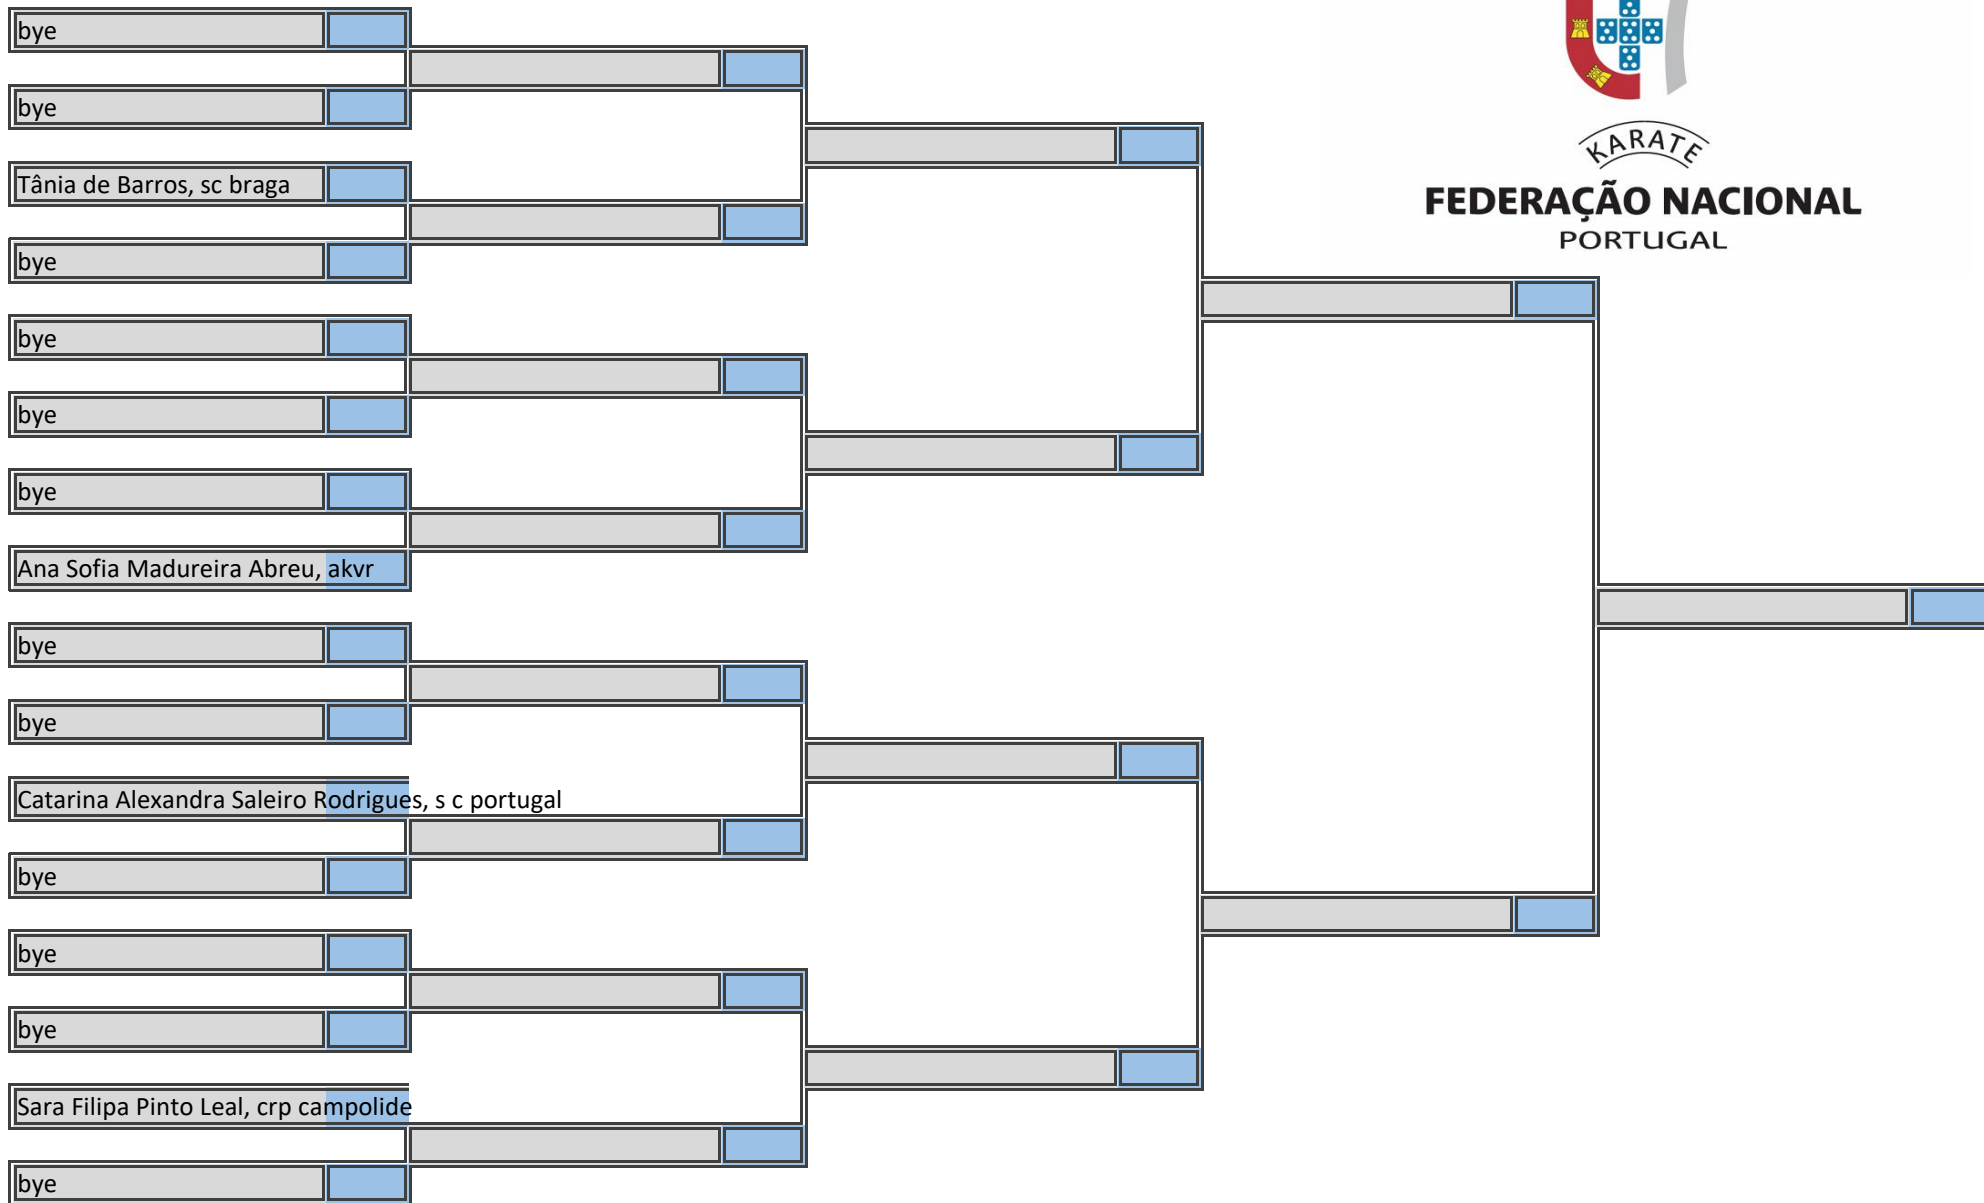 bye
bye
Tânia de Barros, sc braga
bye
bye
bye
bye
Ana Sofia Madureira Abreu, akvr
bye
bye
Catarina Alexandra Saleiro Rodrigues, s c portugal
bye
bye
bye
Sara Filipa Pinto Leal, crp campolide
bye
KARATE
FEDERAÇÃO NACIONAL
PORTUGAL